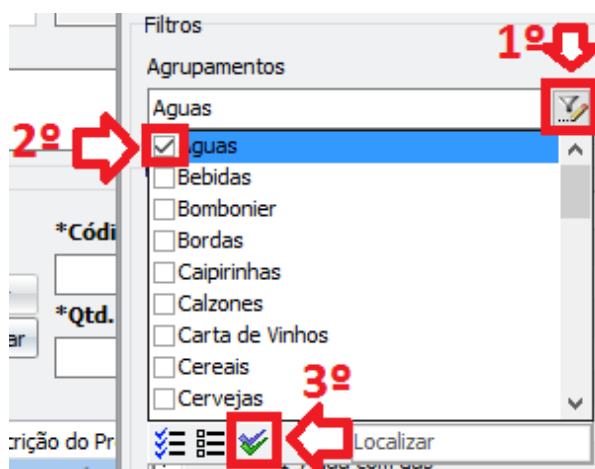 Filtros
1º
Agrupamentos
Aguas
2º
Aguas
Bebidas
Bombonier
Bordas
*Códi
Caipirinhas
Calzones
*Qtd.
Carta de Vinhos
ar
Cereais
3º
Cervejas
crição do Pr
Localizar